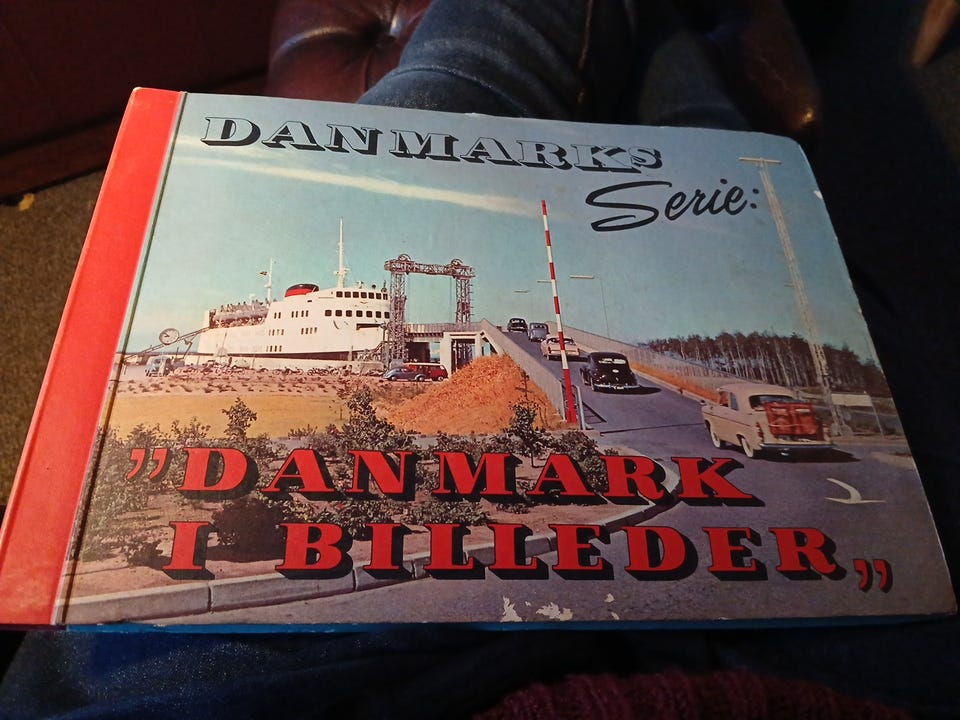 DANMARKS
Serie:
"DANMARK
I BILLEDER„